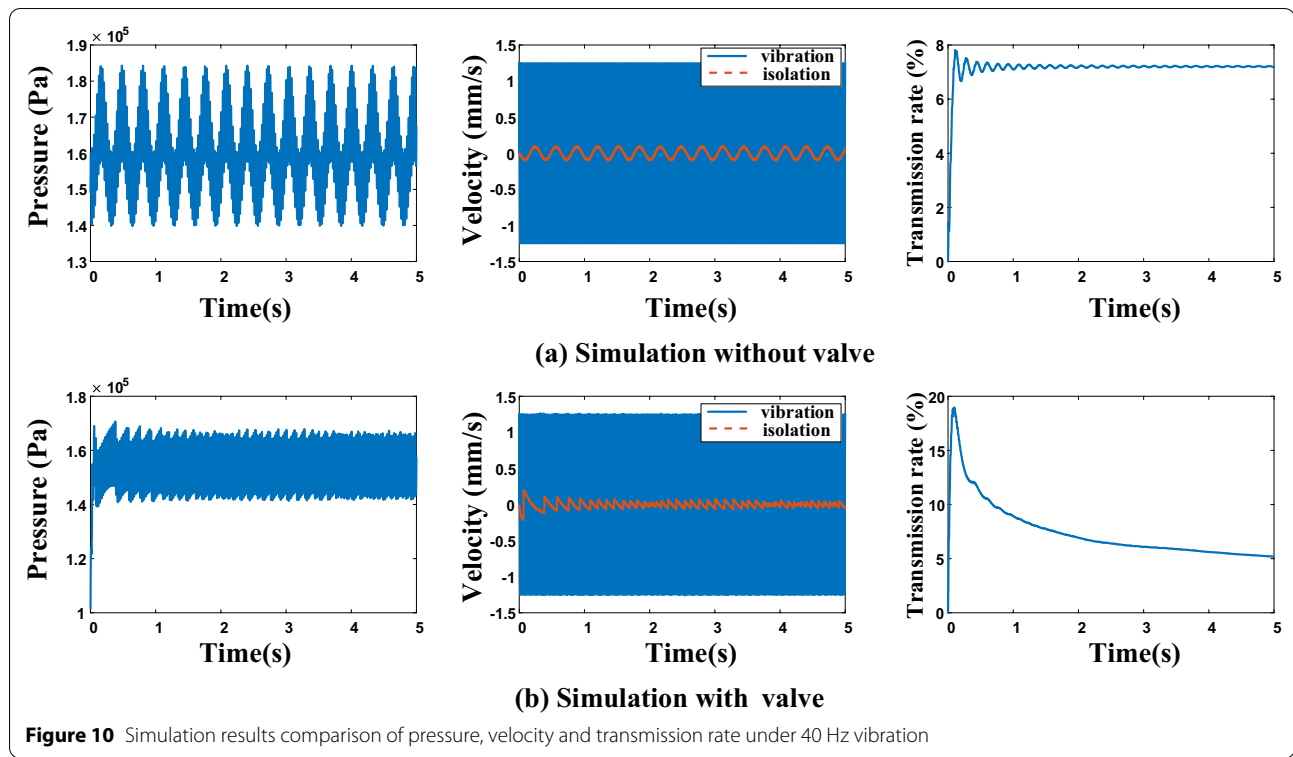 × 10⁵
1.9
1.8
1.7
1.6
1.5
1.4
1.3
Pressure (Pa)
0 1 2 3 4 5
Time(s)
1.5
1
0.5
0
-0.5
-1
-1.5
Velocity (mm/s)
vibration
isolation
0 1 2 3 4 5
Time(s)
8
6
4
2
0
Transmission rate (%)
0 1 2 3 4 5
Time(s)
(a) Simulation without valve
× 10⁵
1.8
1.6
1.4
1.2
1
Pressure (Pa)
0 1 2 3 4 5
Time(s)
1.5
1
0.5
0
-0.5
-1
-1.5
Velocity (mm/s)
vibration
isolation
0 1 2 3 4 5
Time(s)
20
15
10
5
0
Transmission rate (%)
0 1 2 3 4 5
Time(s)
(b) Simulation with valve
Figure 10 Simulation results comparison of pressure, velocity and transmission rate under 40 Hz vibration